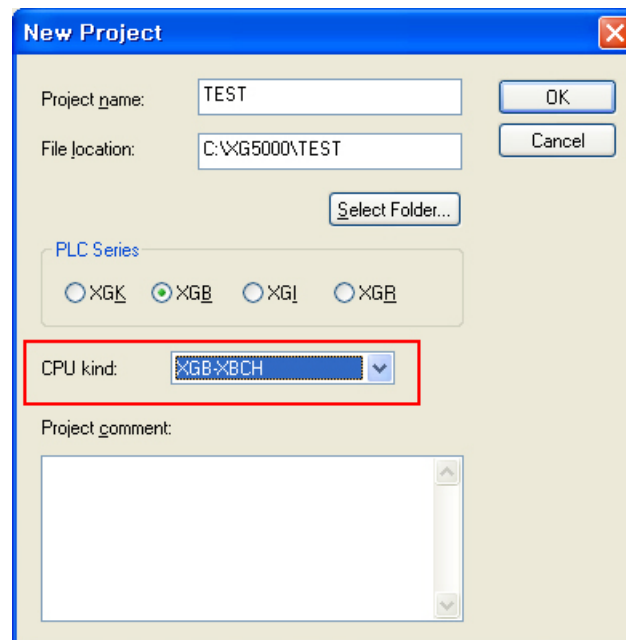 New Project
Project name:
TEST
OK
File location:
C:\XG5000\TEST
Cancel
Select Folder...
PLC Series
XGK
XGB
XGI
XGR
CPU kind:
XGB-XBCH
Project comment: